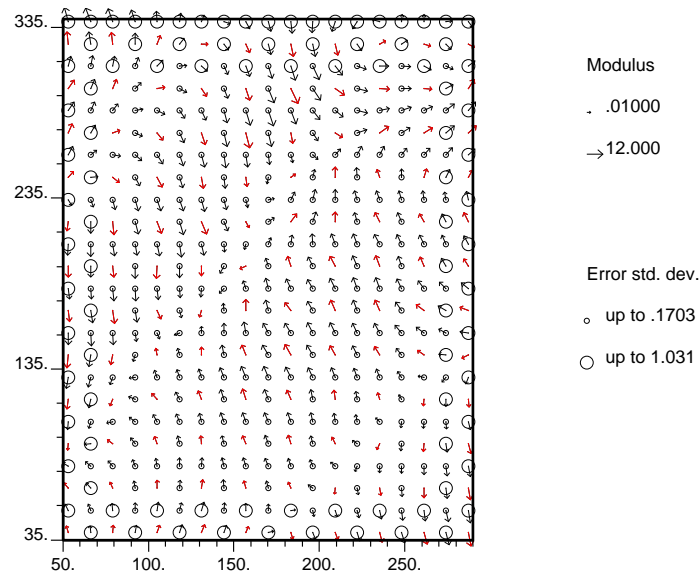 335.
235.
135.
35.
50.
100.
150.
200.
250.
Modulus
.01000
12.000
Error std. dev.
up to .1703
up to 1.031